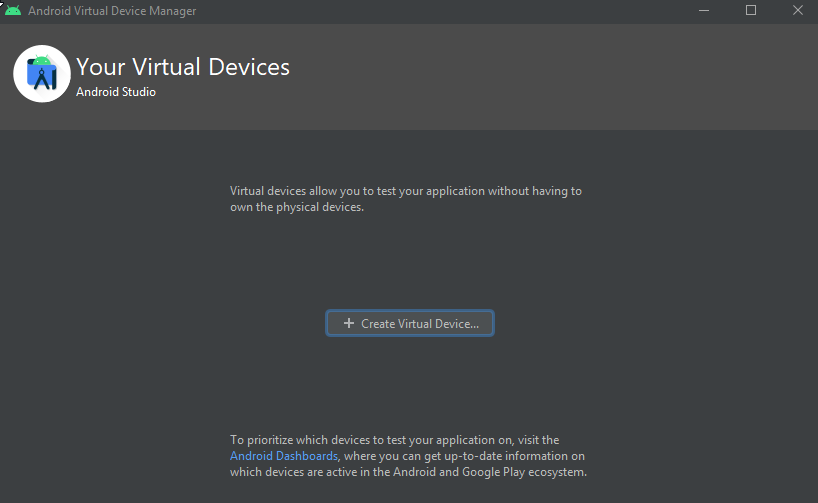 Android Virtual Device Manager
Your Virtual Devices
Android Studio
Virtual devices allow you to test your application without having to
own the physical devices.
+ Create Virtual Device...
To prioritize which devices to test your application on, visit the
Android Dashboards, where you can get up-to-date information on
which devices are active in the Android and Google Play ecosystem.